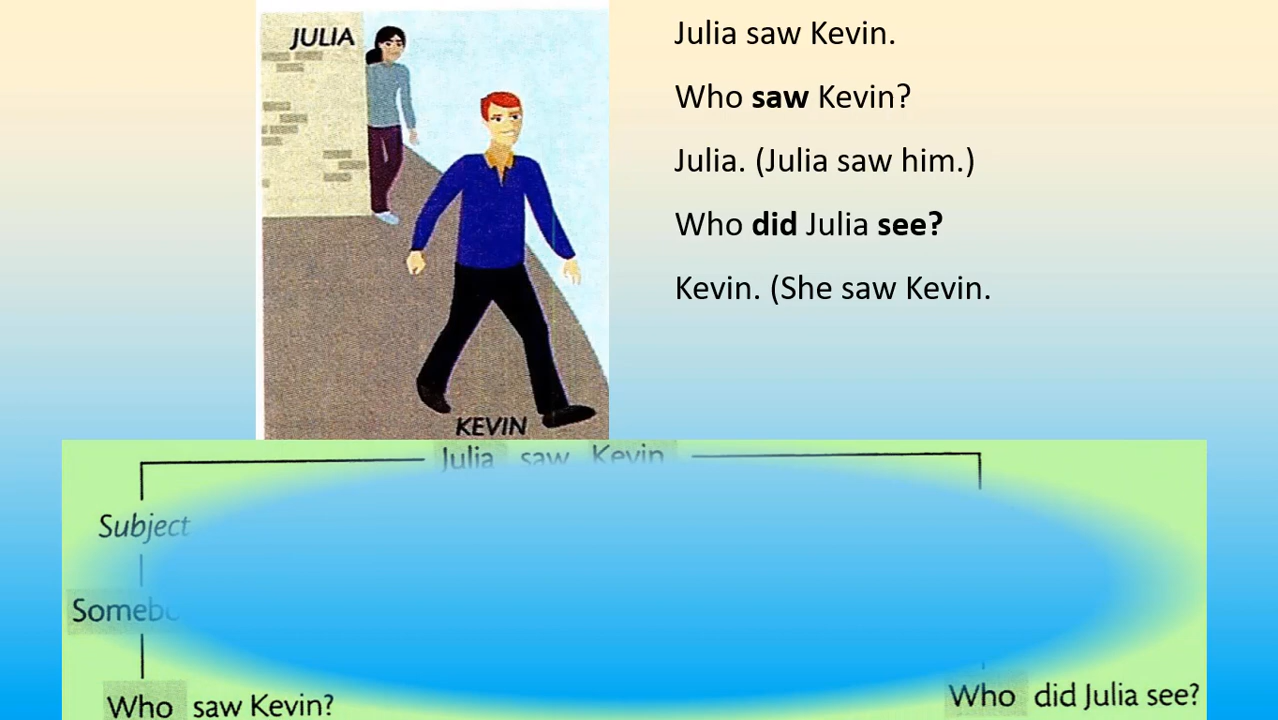 JULIA
KEVIN
Julia saw Kevin.
Who saw Kevin?
Julia. (Julia saw him.)
Who did Julia see?
Kevin. (She saw Kevin.
Julia saw Kevin
Subject
Who saw Kevin?
Who did Julia see?